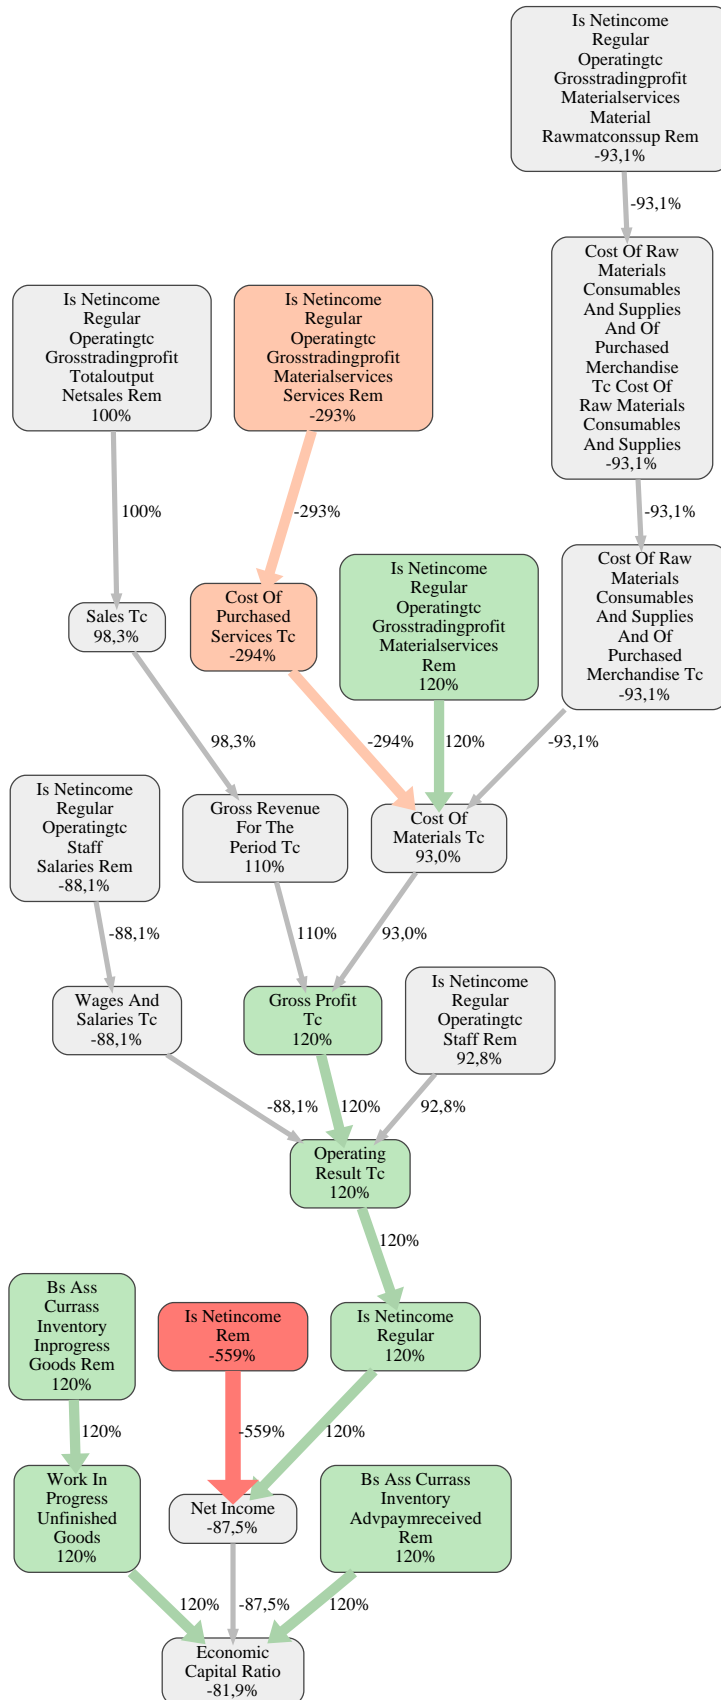 Is Netincome
Regular
Operatingtc
Grosstradingprofit
Materialservices
Material
Rawmatconssup Rem
-93,1%
-93,1%
Cost Of Raw
Materials
Consumables
And Supplies
And Of
Purchased
Merchandise
Tc Cost Of
Raw Materials
Consumables
And Supplies
-93,1%
Is Netincome
Regular
Operatingtc
Grosstradingprofit
Totaloutput
Netsales Rem
100%
Is Netincome
Regular
Operatingtc
Grosstradingprofit
Materialservices
Services Rem
-293%
100%
-293%
-93,1%
Sales Tc
98,3%
Cost Of
Purchased
Services Tc
-294%
Is Netincome
Regular
Operatingtc
Grosstradingprofit
Materialservices
Rem
120%
Cost Of Raw
Materials
Consumables
And Supplies
And Of
Purchased
Merchandise Tc
-93,1%
98,3%
-294%
120%
-93,1%
Is Netincome
Regular
Operatingtc
Staff
Salaries Rem
-88,1%
Gross Revenue
For The
Period Tc
110%
Cost Of
Materials Tc
93,0%
-88,1%
110%
93,0%
Wages And
Salaries Tc
-88,1%
Gross Profit
Tc
120%
Is Netincome
Regular
Operatingtc
Staff Rem
92,8%
-88,1%
120%
92,8%
Operating
Result Tc
120%
120%
Bs Ass
Currass
Inventory
Inprogress
Goods Rem
120%
Is Netincome
Rem
-559%
Is Netincome
Regular
120%
120%
-559%
120%
Work In
Progress
Unfinished
Goods
120%
Net Income
-87,5%
Bs Ass Currass
Inventory
Advpaymreceived
Rem
120%
120%
-87,5%
120%
Economic
Capital Ratio
-81,9%